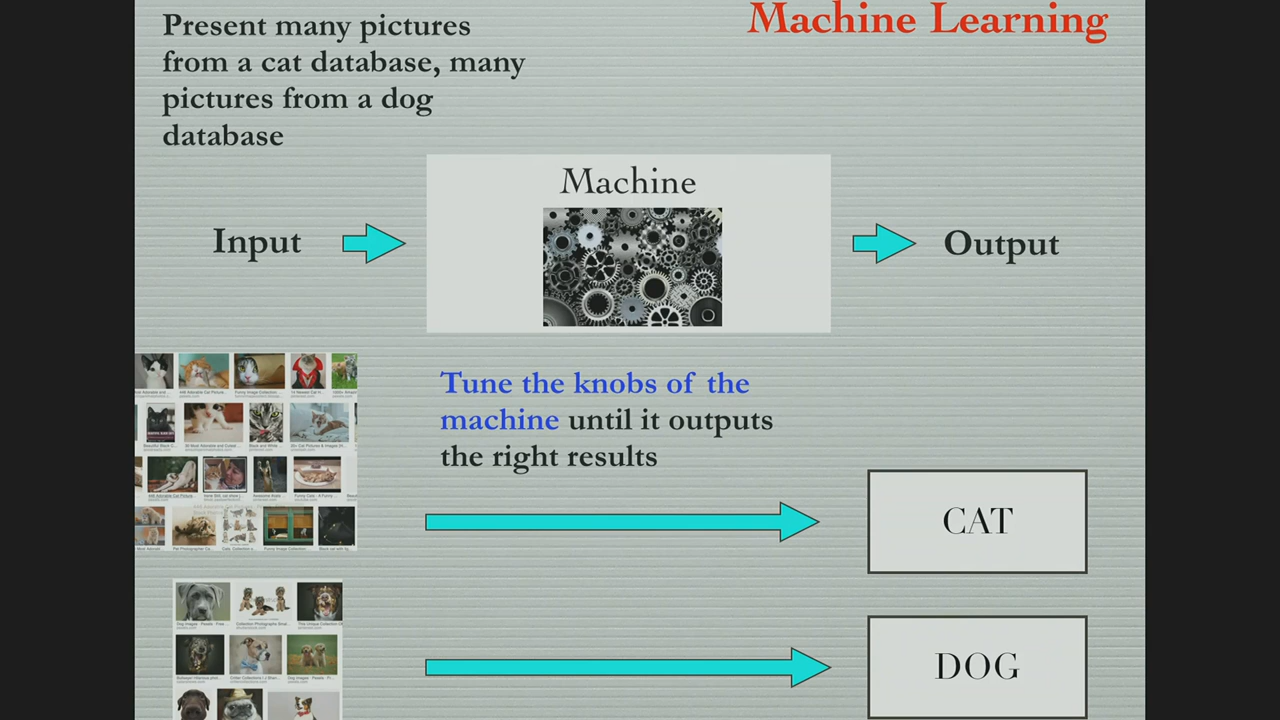 Machine Learning
Present many pictures
from a cat database, many
pictures from a dog
database
Machine
Input
Output
Tune the knobs of the
machine until it outputs
the right results
CAT
DOG